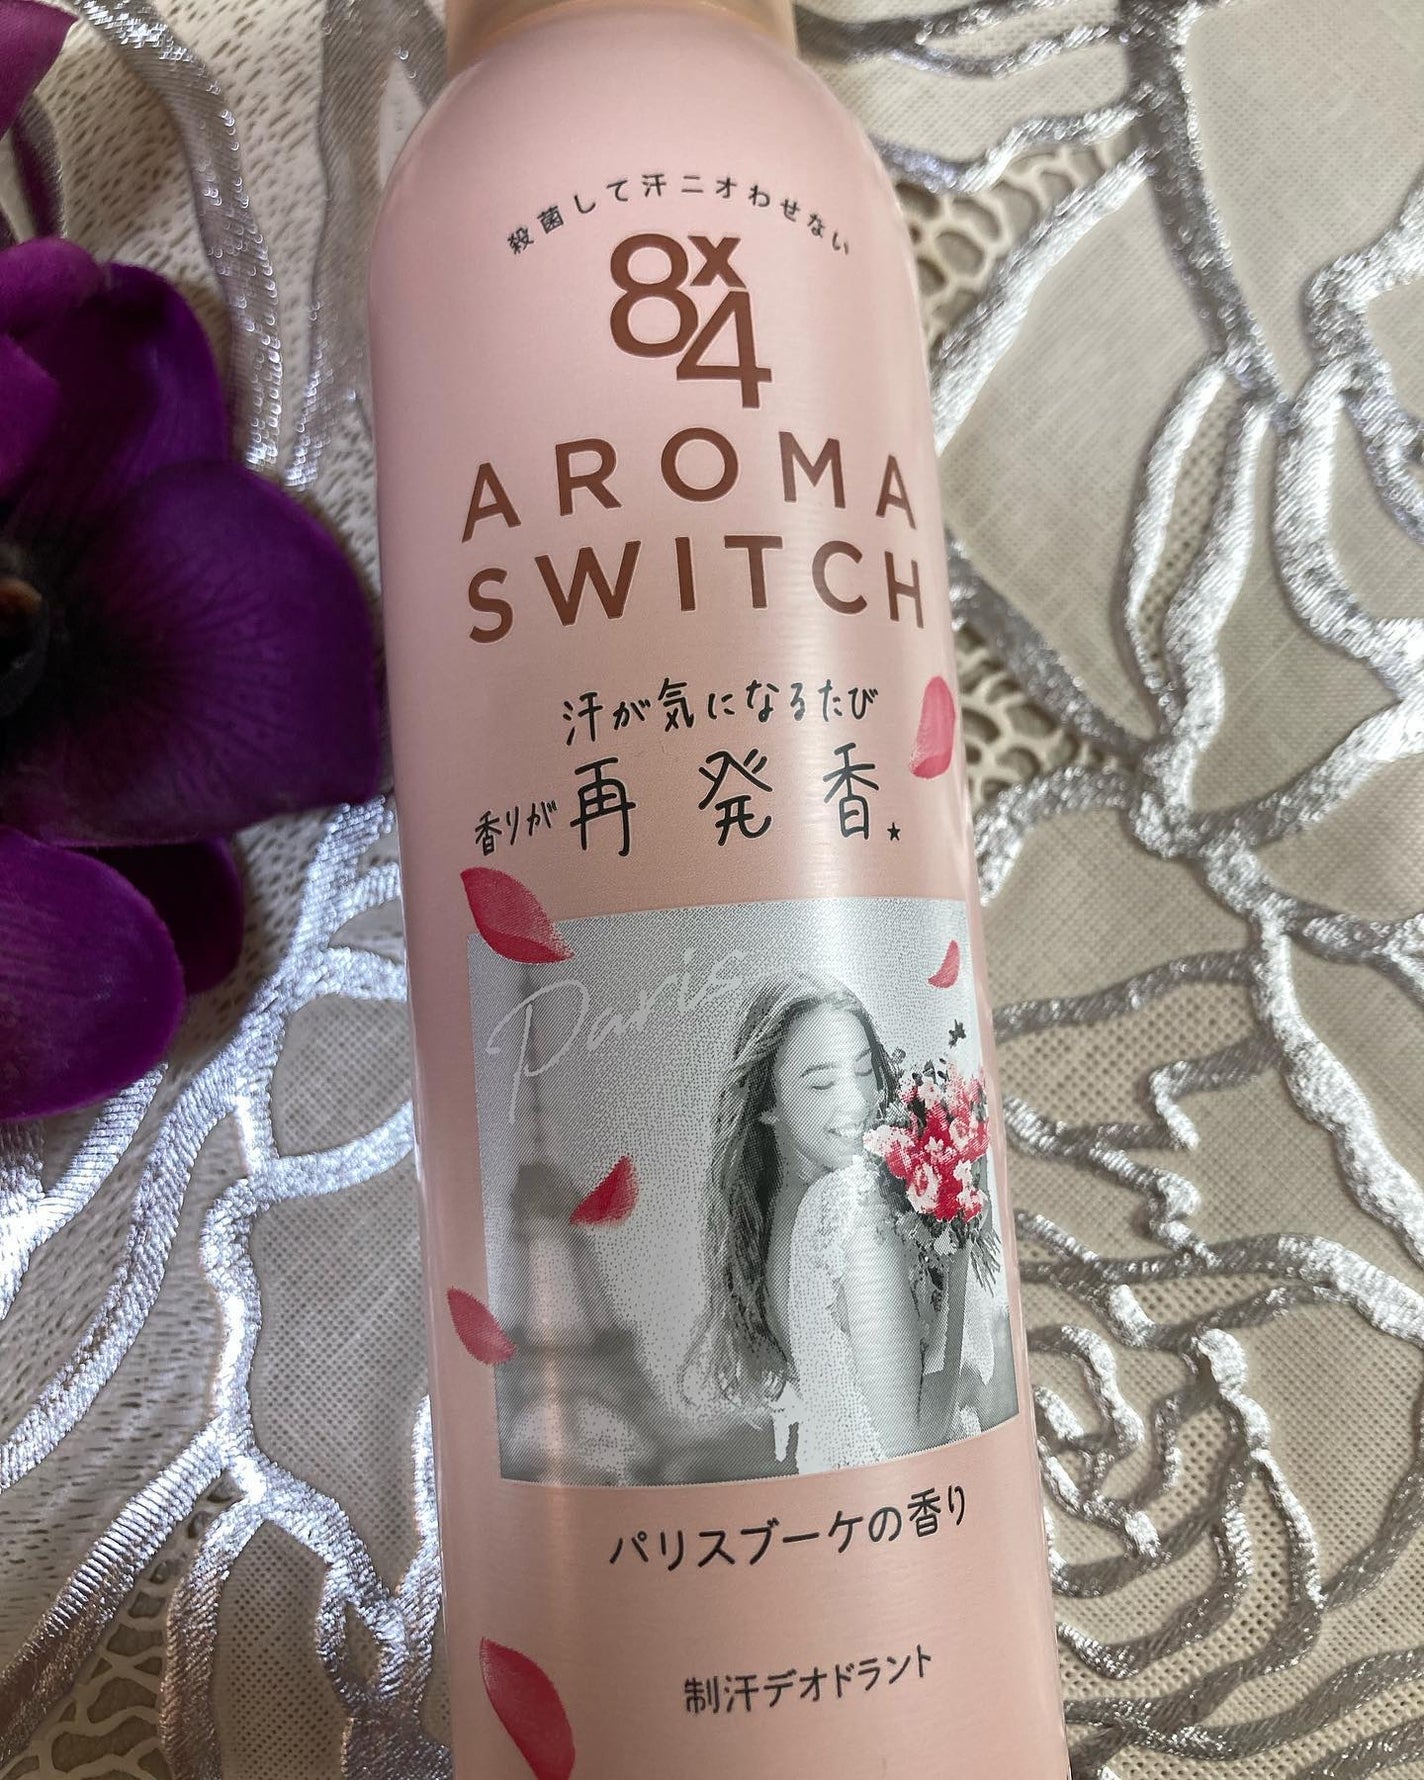 殺菌して汗ニオわせない
8x4
AROMA
SWITCH
汗が気になるたび
香りが再発香★
Paris
パリスブーケの香り
制汗デオドラント